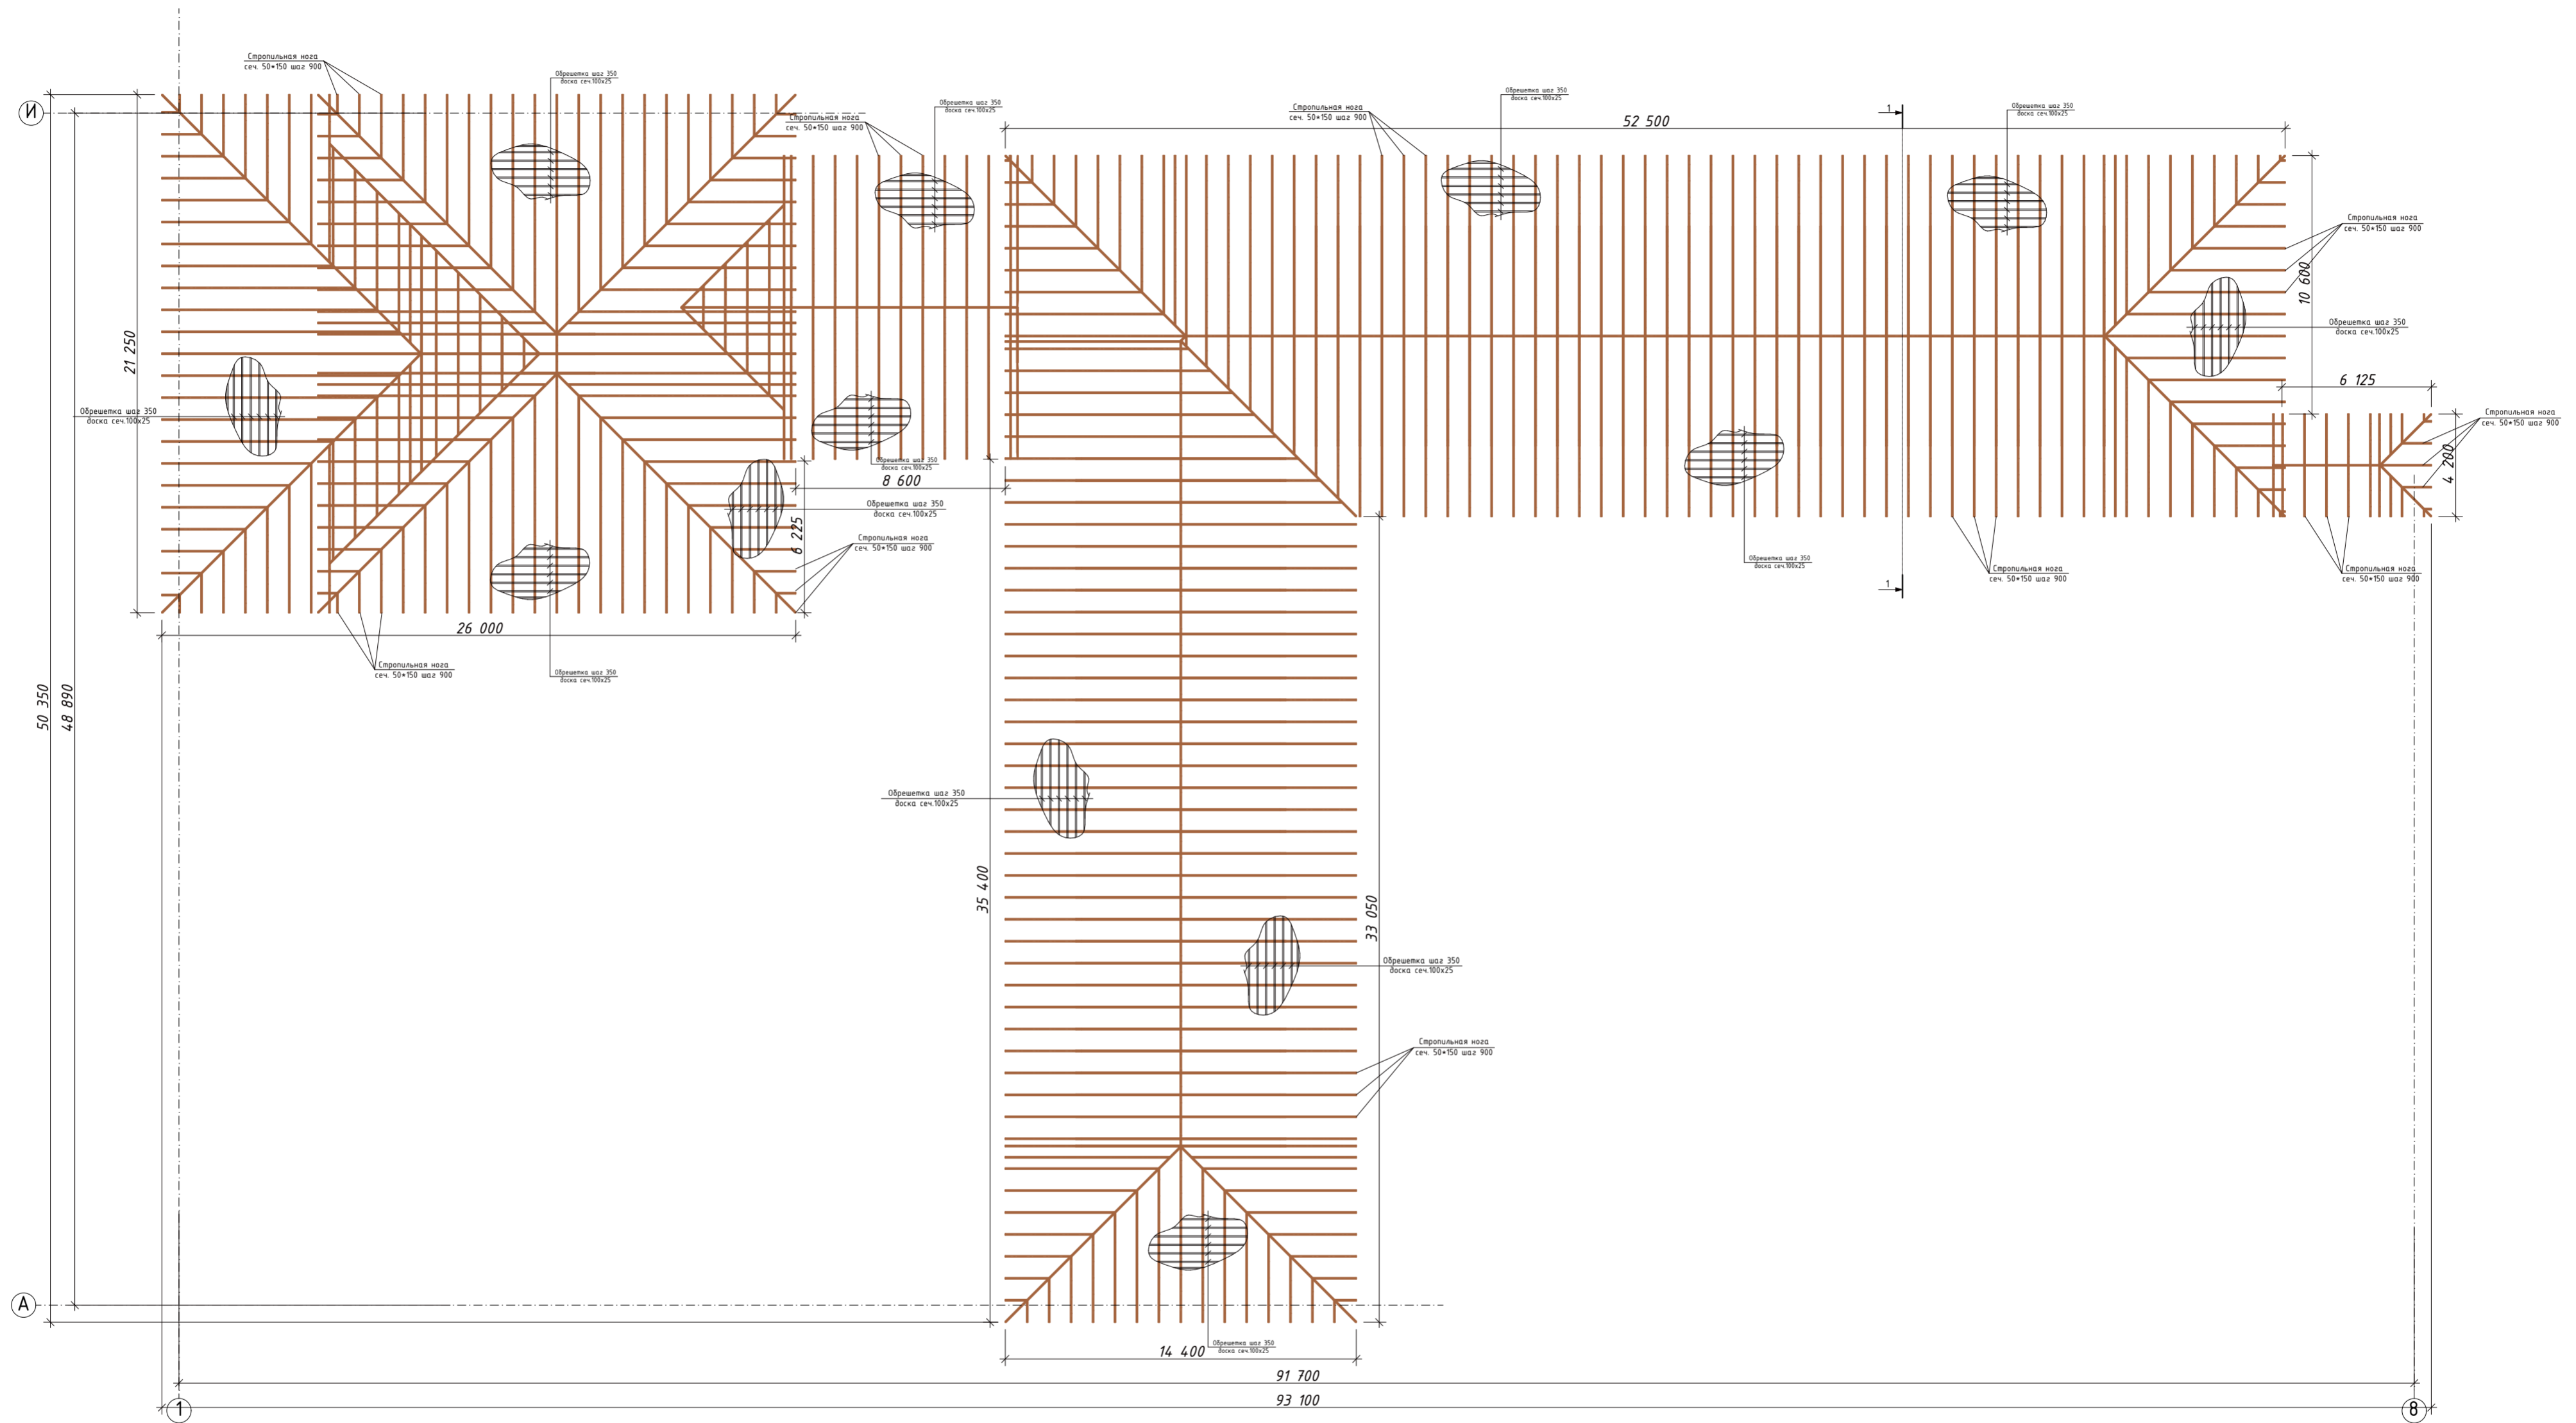 Стропильная нога
сеч. 50*150 шаг 900
Обрешетка шаг 350
доска сеч.100х25
Обрешетка шаг 350
доска сеч.100х25
Стропильная нога
сеч. 50*150 шаг 900
Стропильная нога
сеч. 50*150 шаг 900
Обрешетка шаг 350
доска сеч.100х25
Обрешетка шаг 350
доска сеч.100х25
И
1
52 500
Стропильная нога
сеч. 50*150 шаг 900
10 600
Обрешетка шаг 350
доска сеч.100х25
21 250
6 125
Обрешетка шаг 350
доска сеч.100х25
Стропильная нога
сеч. 50*150 шаг 900
4 200
Обрешетка шаг 350
доска сеч.100х25
8 600
Обрешетка шаг 350
доска сеч.100х25
6 225
Стропильная нога
сеч. 50*150 шаг 900
Обрешетка шаг 350
доска сеч.100х25
Стропильная нога
сеч. 50*150 шаг 900
Стропильная нога
сеч. 50*150 шаг 900
1
26 000
Стропильная нога
сеч. 50*150 шаг 900
Обрешетка шаг 350
доска сеч.100х25
50 350
48 890
Обрешетка шаг 350
доска сеч.100х25
35 400
33 050
Обрешетка шаг 350
доска сеч.100х25
Стропильная нога
сеч. 50*150 шаг 900
А
Обрешетка шаг 350
доска сеч.100х25
14 400
91 700
93 100
1
8